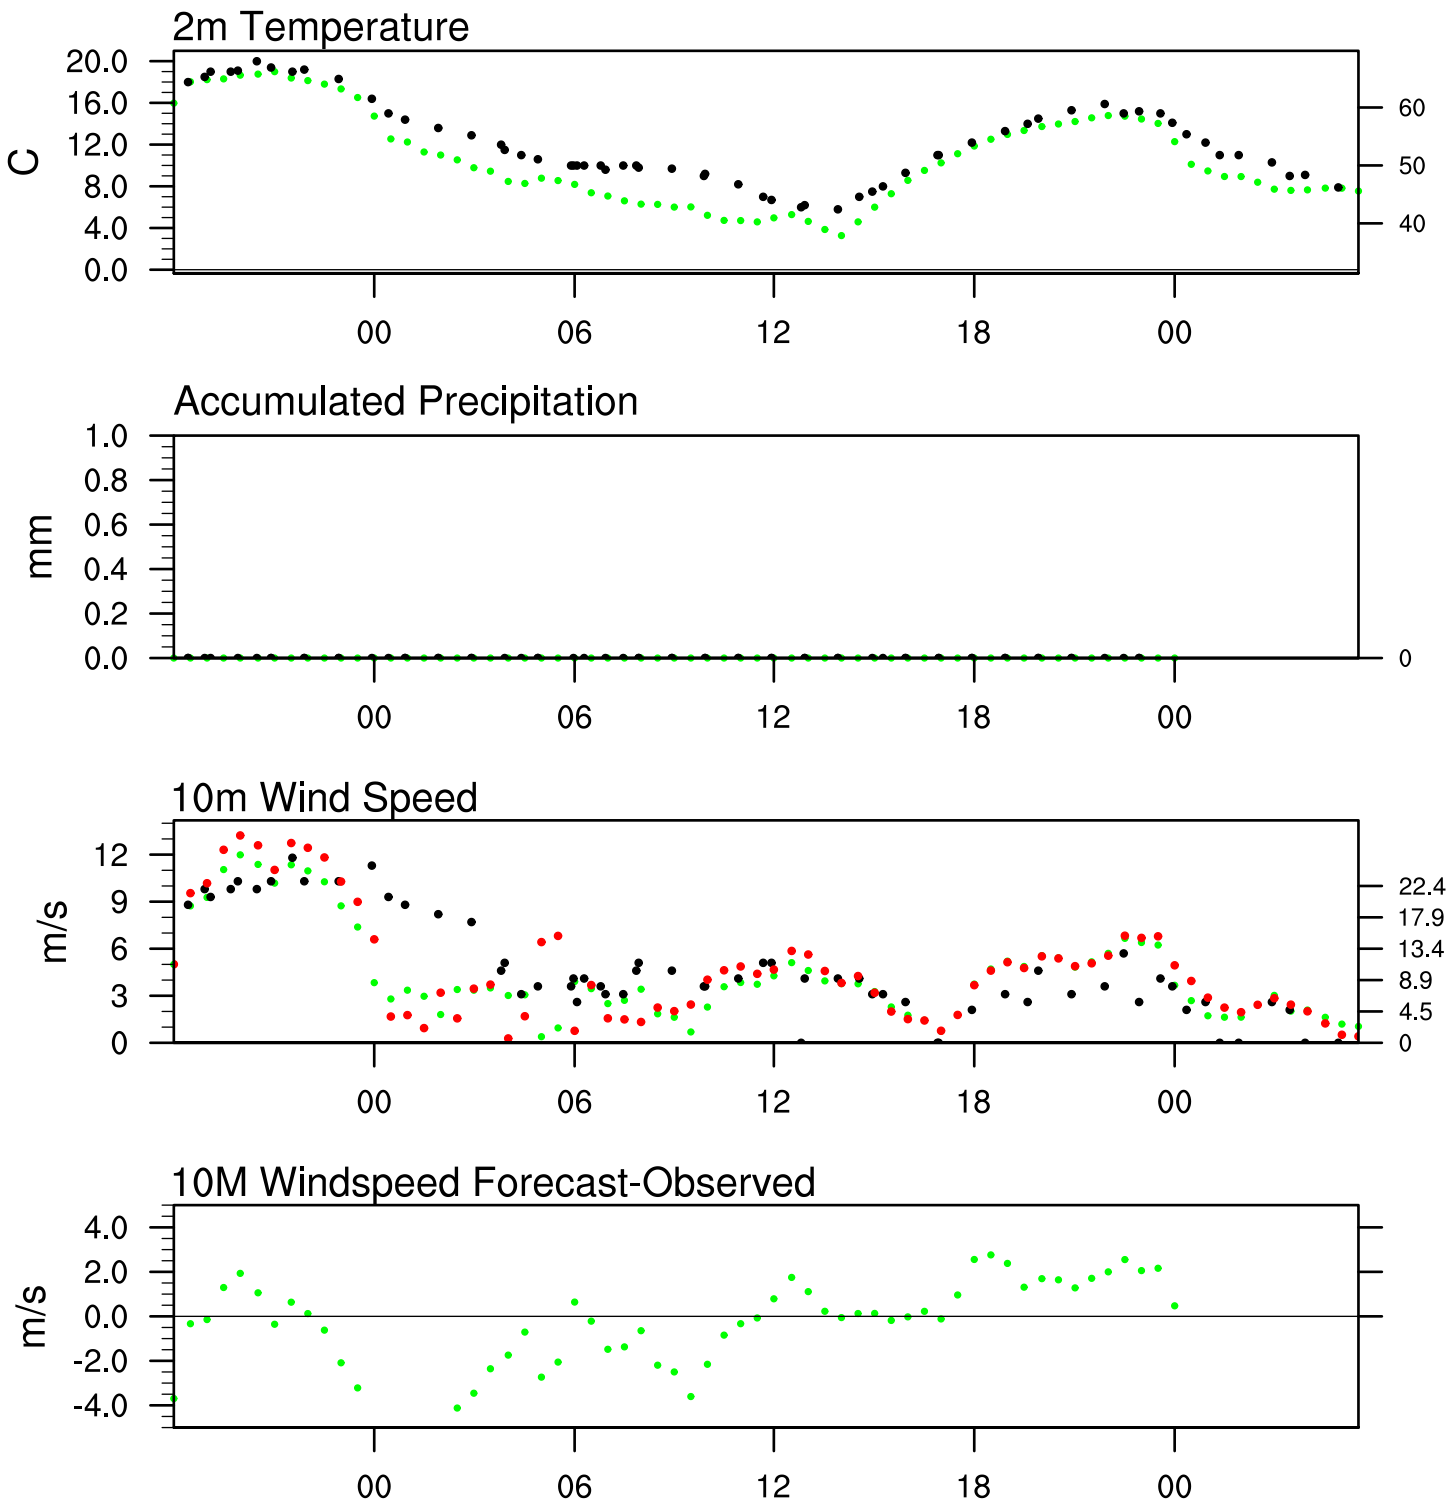 2m Temperature
20.0
16.0
60
12.0
50
8.0
4.0
40
0.0
C
00 06 12 18 00
Accumulated Precipitation
1.0
0.8
0.6
0.4
0.2
0.0
0
mm
00 06 12 18 00
10m Wind Speed
12
22.4
9
17.9
6
13.4
8.9
3
4.5
0
0
m/s
00 06 12 18 00
10M Windspeed Forecast-Observed
4.0
2.0
0.0
-2.0
-4.0
m/s
00 06 12 18 00